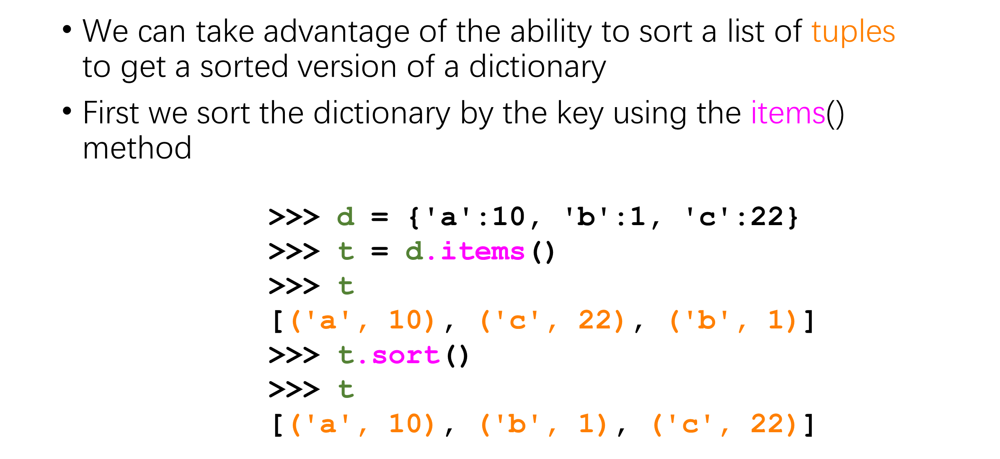 • We can take advantage of the ability to sort a list of tuples
to get a sorted version of a dictionary
• First we sort the dictionary by the key using the items()
method
>>> d = {'a':10, 'b':1, 'c':22}
>>> t = d.items()
>>> t
[('a', 10), ('c', 22), ('b', 1)]
>>> t.sort()
>>> t
[('a', 10), ('b', 1), ('c', 22)]